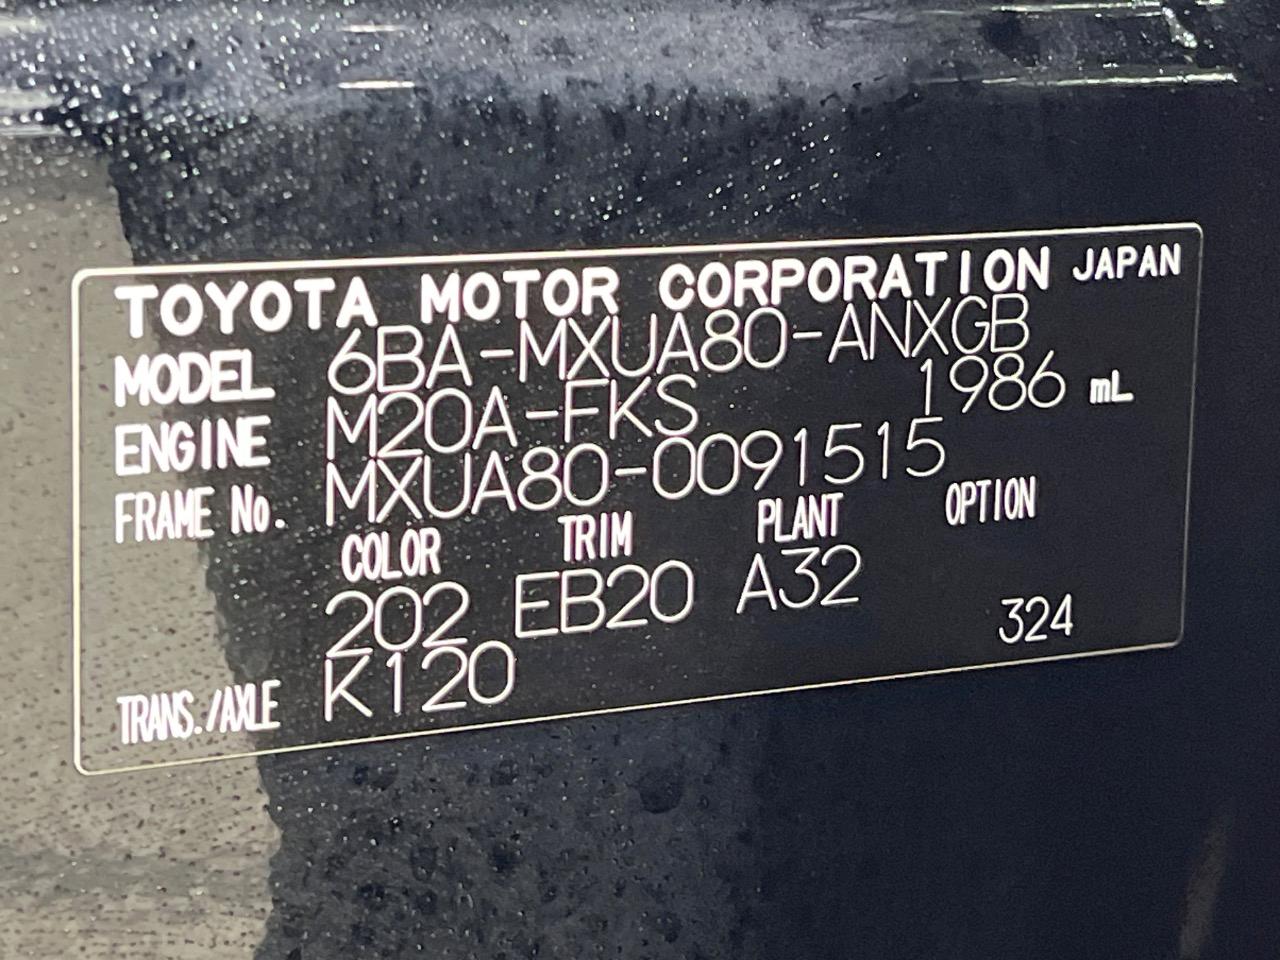 TOYOTA MOTOR CORPORATION JAPAN
MODEL 6BA-MXUA80-ANXGB
ENGINE M20A-FKS 1986 mL
FRAME No. MXUA80-0091515
COLOR TRIM PLANT OPTION
202 EB20 A32
324
TRANS./AXLE K120